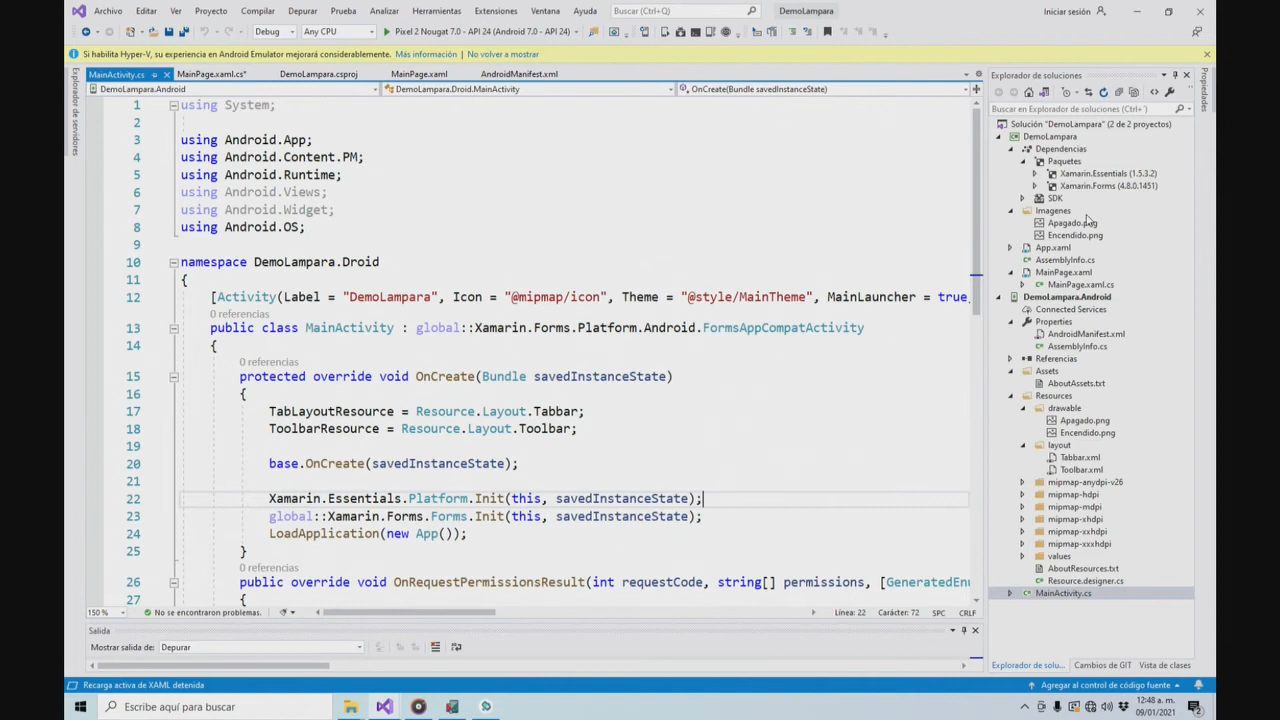 Archivo Editar Ver Proyecto Compilar Depurar Prueba Analizar Herramientas Extensiones Ventana Ayuda Buscar (Ctrl+Q) DemoLampara Iniciar sesión
Debug Any CPU Pixel 2 Nougat 7.0 - API 24 (Android 7.0 - API 24)
Si habilita Hyper-V, su experiencia en Android Emulator mejorará considerablemente. Más información No volver a mostrar
MainActivity.cs MainPage.xaml.cs* DemoLampara.csproj MainPage.xaml AndroidManifest.xml
DemoLampara.Android DemoLampara.Droid.MainActivity OnCreate(Bundle savedInstanceState)
Explorador de servidores
1 using System;
2
3 using Android.App;
4 using Android.Content.PM;
5 using Android.Runtime;
6 using Android.Views;
7 using Android.Widget;
8 using Android.OS;
9
10 namespace DemoLampara.Droid
11 {
12 [Activity(Label = "DemoLampara", Icon = "@mipmap/icon", Theme = "@style/MainTheme", MainLauncher = true,
0 referencias
13 public class MainActivity : global::Xamarin.Forms.Platform.Android.FormsAppCompatActivity
14 {
0 referencias
15 protected override void OnCreate(Bundle savedInstanceState)
16 {
17 TabLayoutResource = Resource.Layout.Tabbar;
18 ToolbarResource = Resource.Layout.Toolbar;
19
20 base.OnCreate(savedInstanceState);
21
22 Xamarin.Essentials.Platform.Init(this, savedInstanceState);
23 global::Xamarin.Forms.Forms.Init(this, savedInstanceState);
24 LoadApplication(new App());
25 }
0 referencias
26 public override void OnRequestPermissionsResult(int requestCode, string[] permissions, [GeneratedEnu
27 {
150 % No se encontraron problemas. Línea: 22 Carácter: 72 SPC CRLF
Salida
Mostrar salida de: Depurar
Explorador de soluciones
Buscar en Explorador de soluciones (Ctrl+´)
Solución "DemoLampara" (2 de 2 proyectos)
DemoLampara
Dependencias
Paquetes
Xamarin.Essentials (1.5.3.2)
Xamarin.Forms (4.8.0.1451)
SDK
Imagenes
Apagado.png
Encendido.png
App.xaml
AssemblyInfo.cs
MainPage.xaml
MainPage.xaml.cs
DemoLampara.Android
Connected Services
Properties
AndroidManifest.xml
AssemblyInfo.cs
Referencias
Assets
AboutAssets.txt
Resources
drawable
Apagado.png
Encendido.png
layout
Tabbar.xml
Toolbar.xml
mipmap-anydpi-v26
mipmap-hdpi
mipmap-mdpi
mipmap-xhdpi
mipmap-xxhdpi
mipmap-xxxhdpi
values
AboutResources.txt
Resource.designer.cs
MainActivity.cs
Explorador de solu... Cambios de GIT Vista de clases
Propiedades
Recarga activa de XAML detenida Agregar al control de código fuente
Escribe aquí para buscar
12:48 a. m.
09/01/2021
2